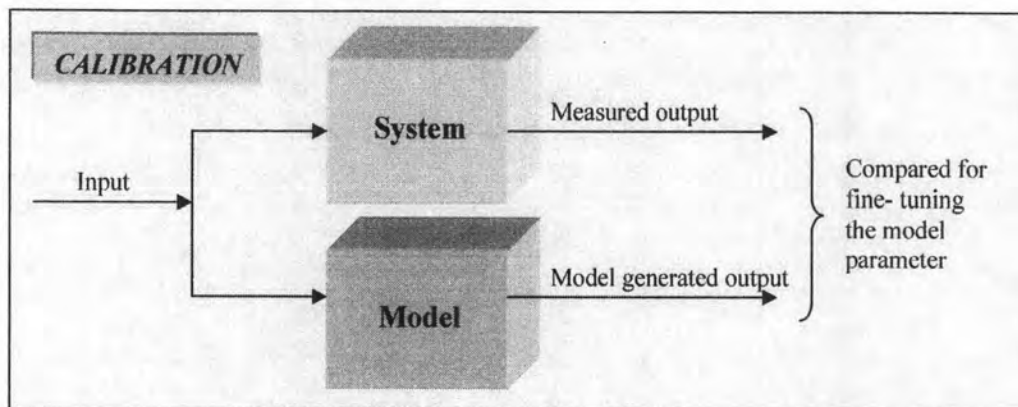 CALIBRATION
System
Measured output
Input
Compared for
fine- tuning
the model
parameter
Model generated output
Model